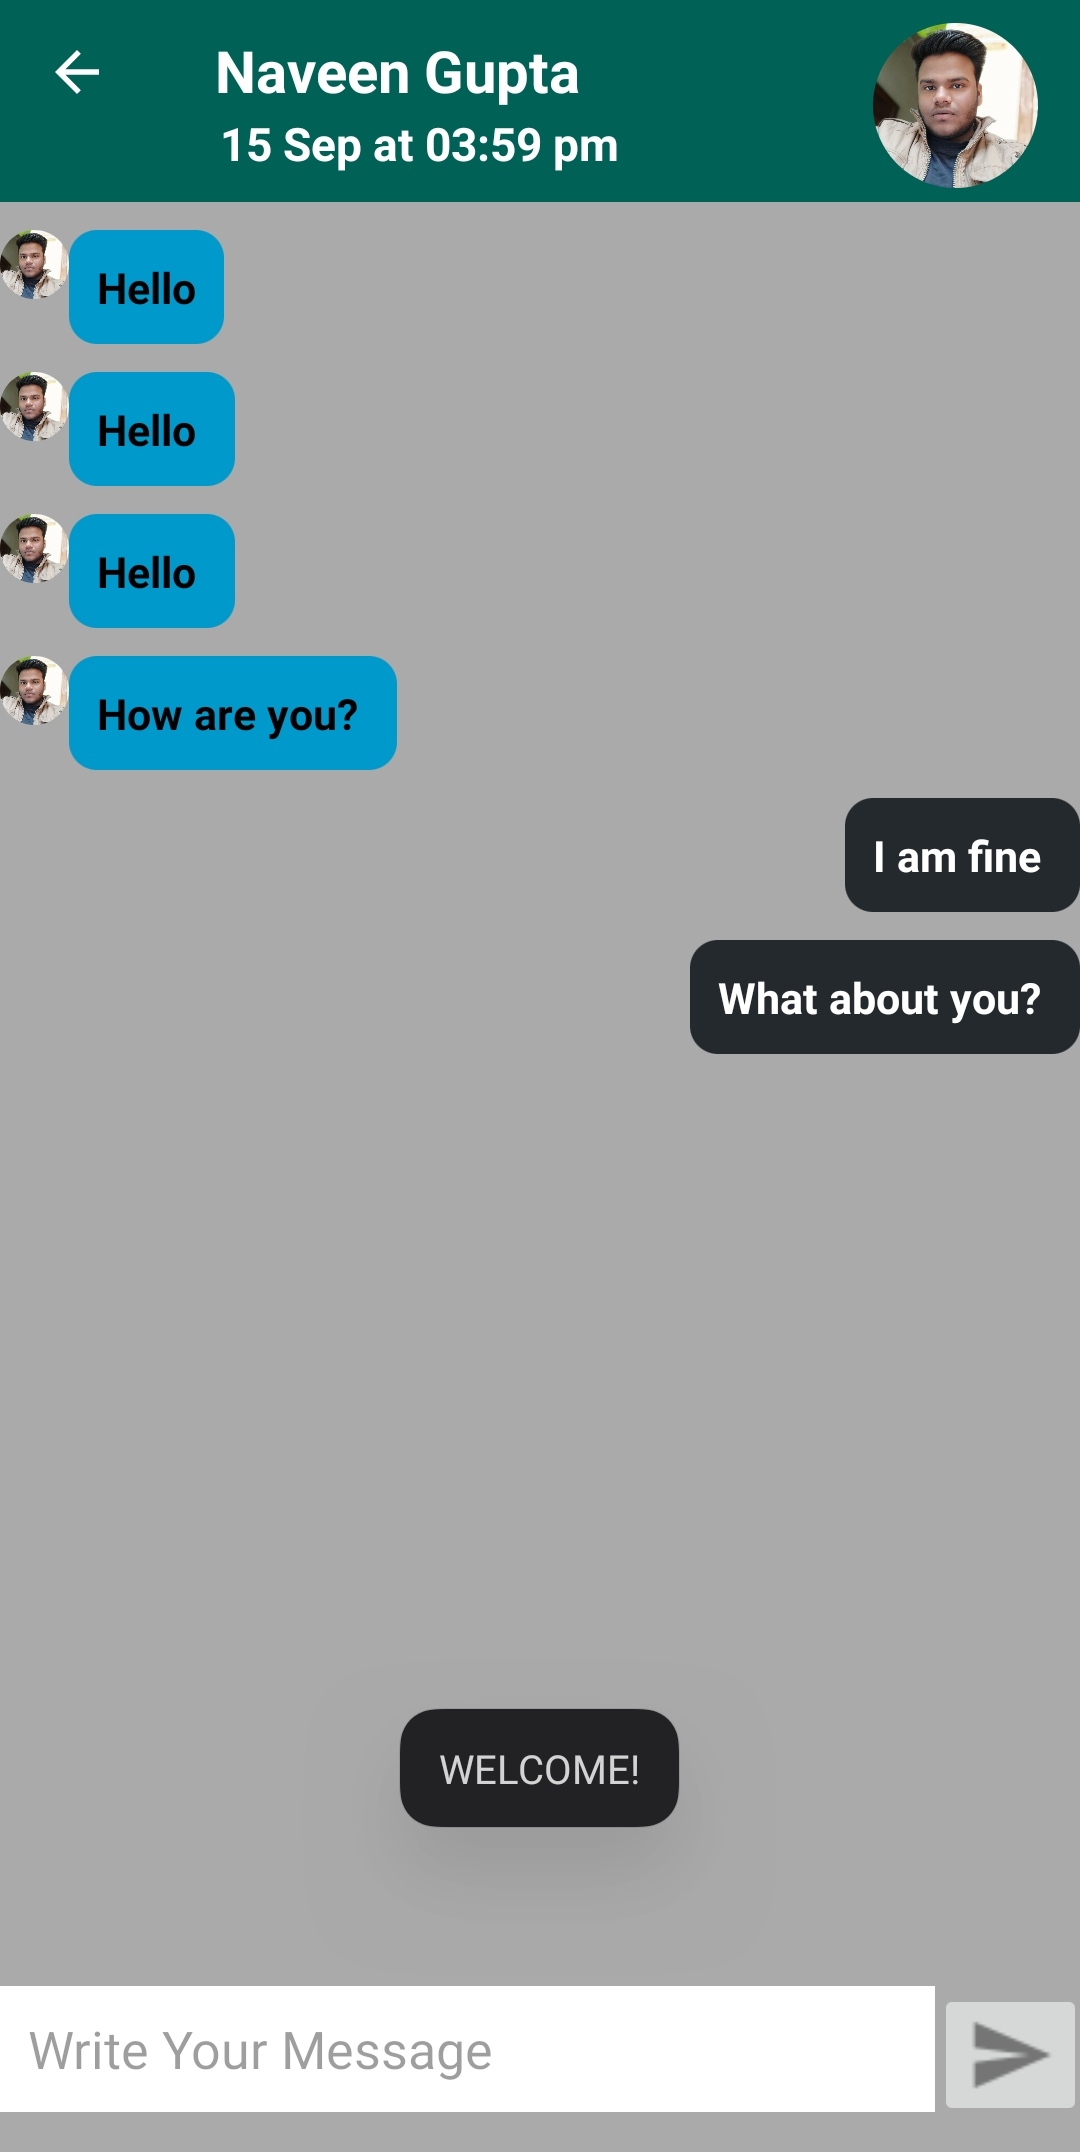 Naveen Gupta
15 Sep at 03:59 pm
Hello
Hello
Hello
How are you?
I am fine
What about you?
WELCOME!
Write Your Message